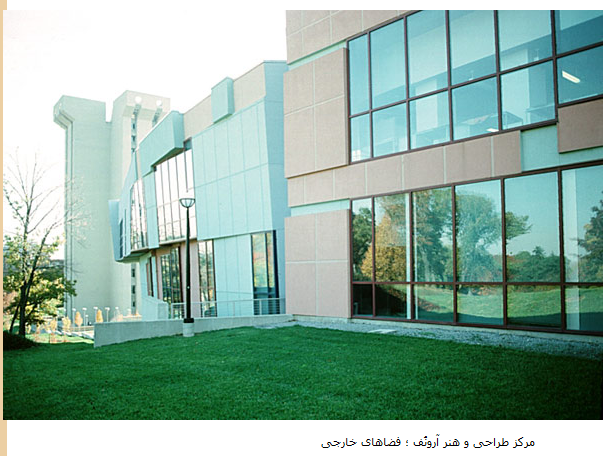 مرکز طراحی و هنر آرونُف ؛ فضاهای خارجی